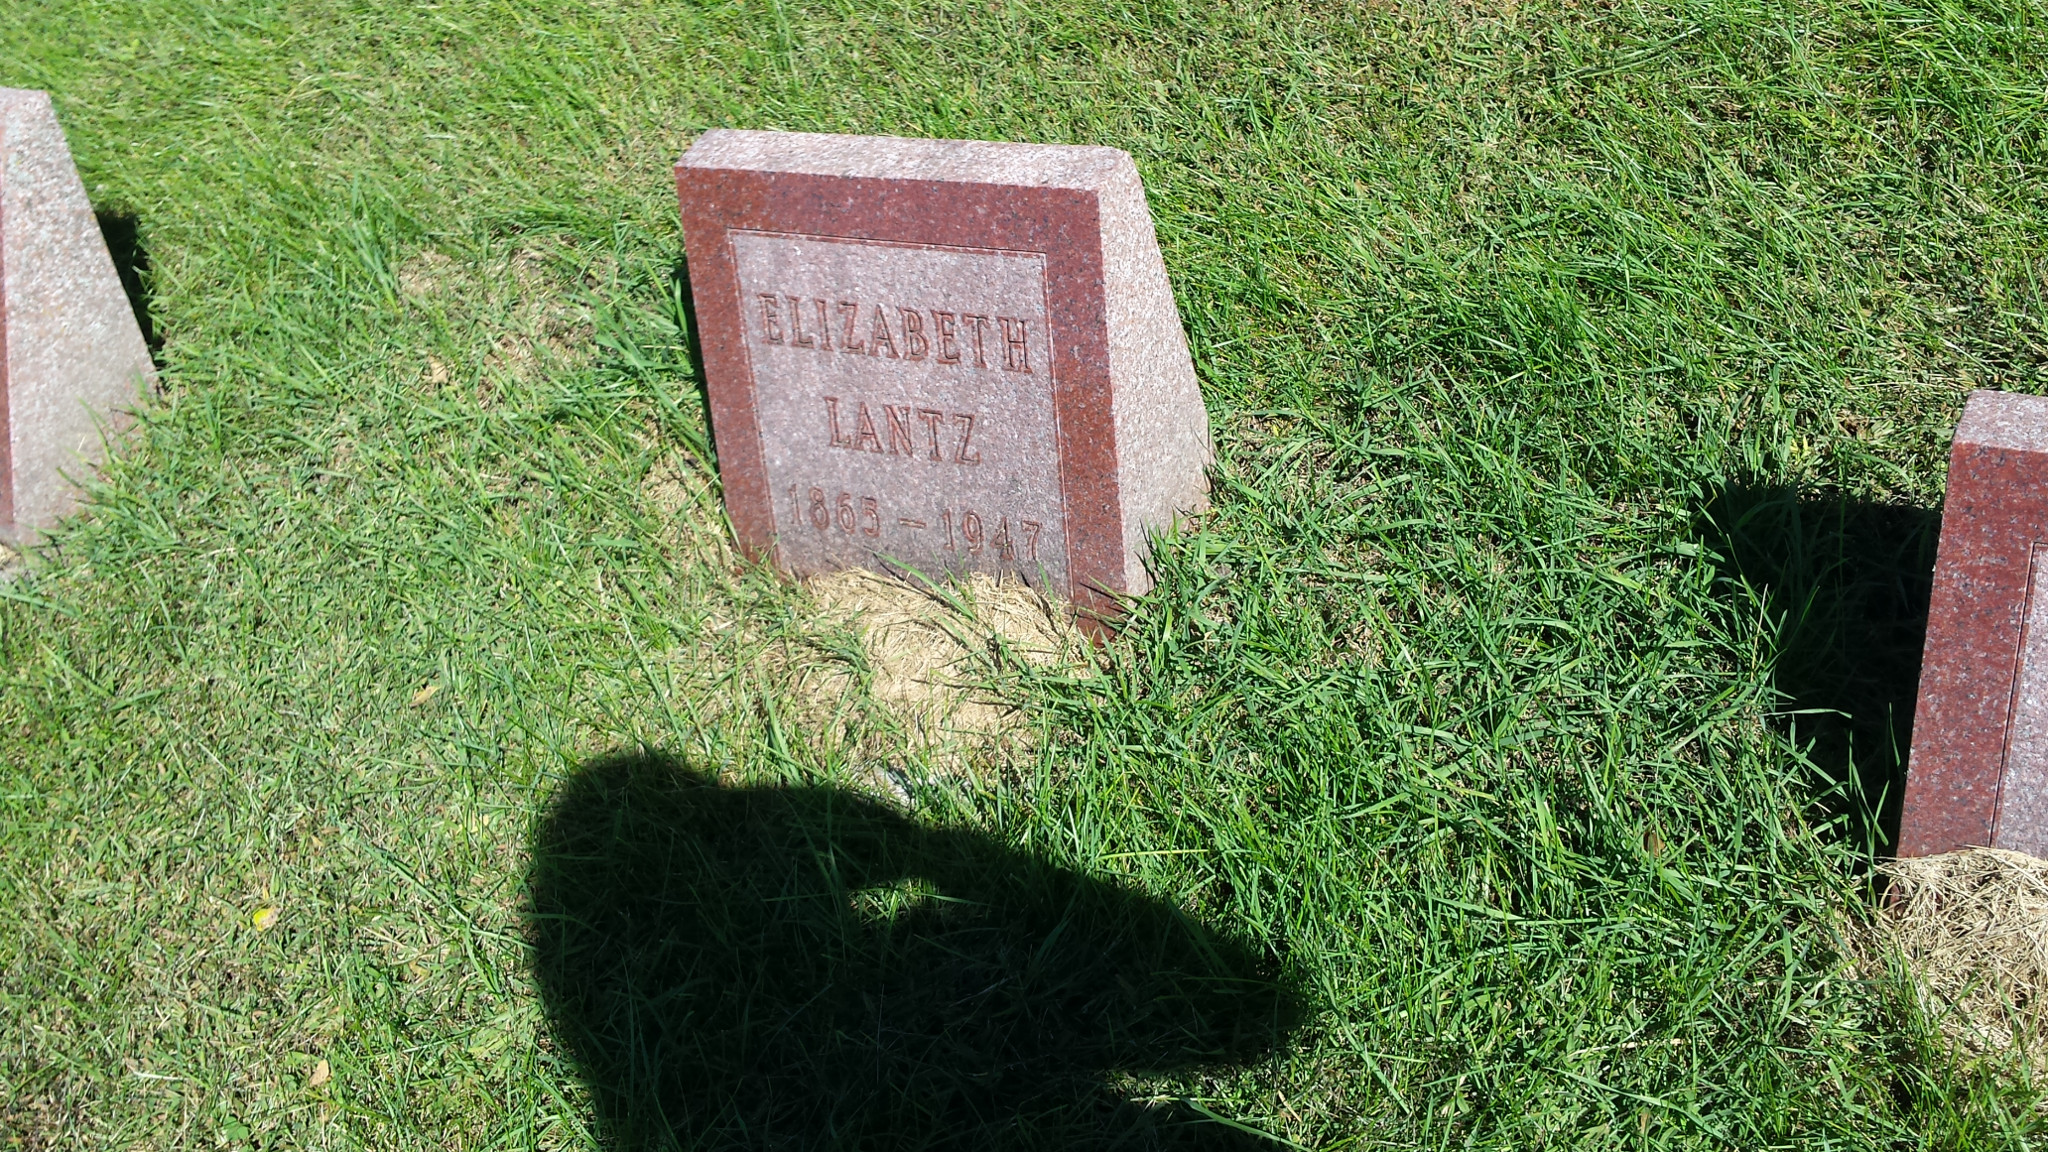 ELIZABETH
LANTZ
1865 – 1947